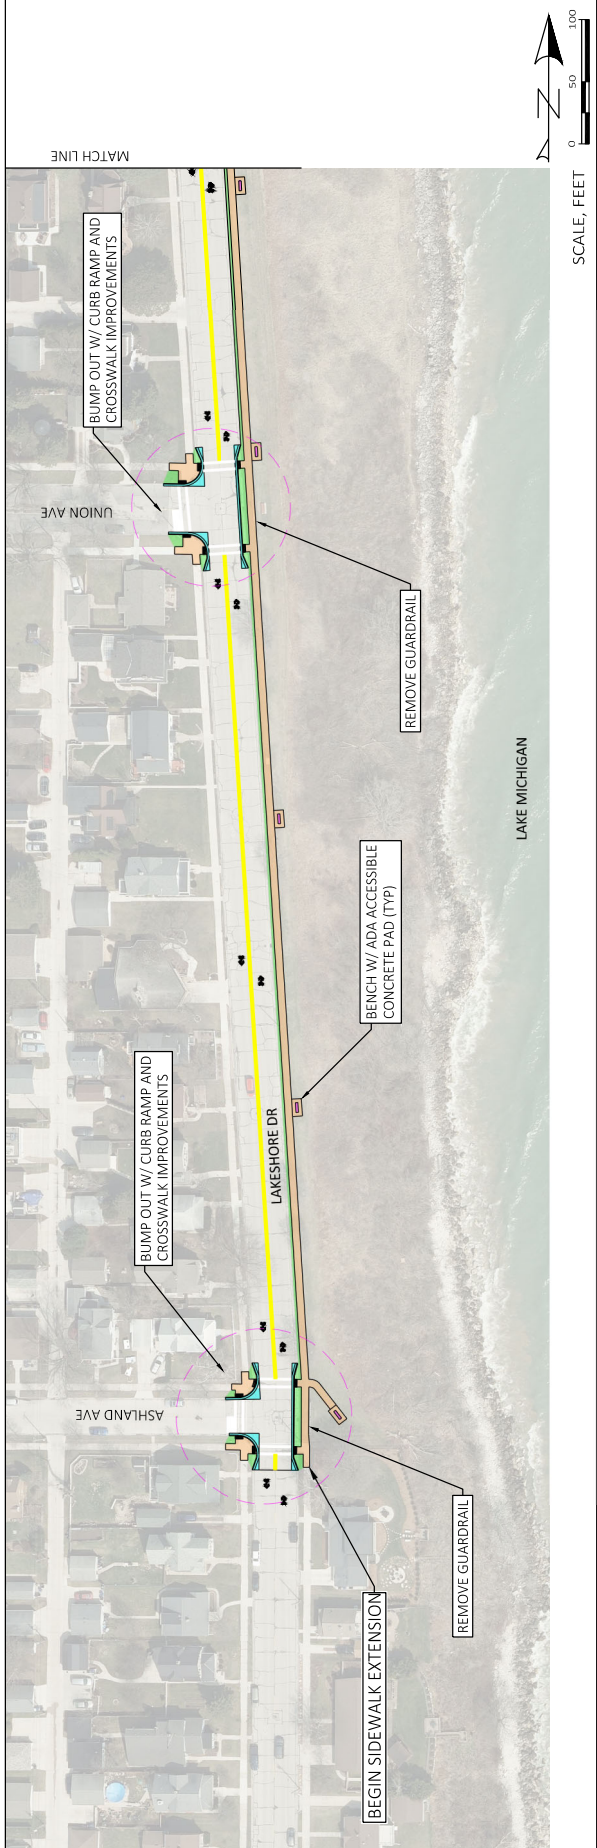 MATCH LINE
BUMP OUT W/ CURB RAMP AND
CROSSWALK IMPROVEMENTS
UNION AVE
REMOVE GUARDRAIL
LAKE MICHIGAN
BENCH W/ ADA ACCESSIBLE
CONCRETE PAD (TYP)
BUMP OUT W/ CURB RAMP AND
CROSSWALK IMPROVEMENTS
LAKESHORE DR
ASHLAND AVE
REMOVE GUARDRAIL
BEGIN SIDEWALK EXTENSION
N
SCALE, FEET
0 50 100